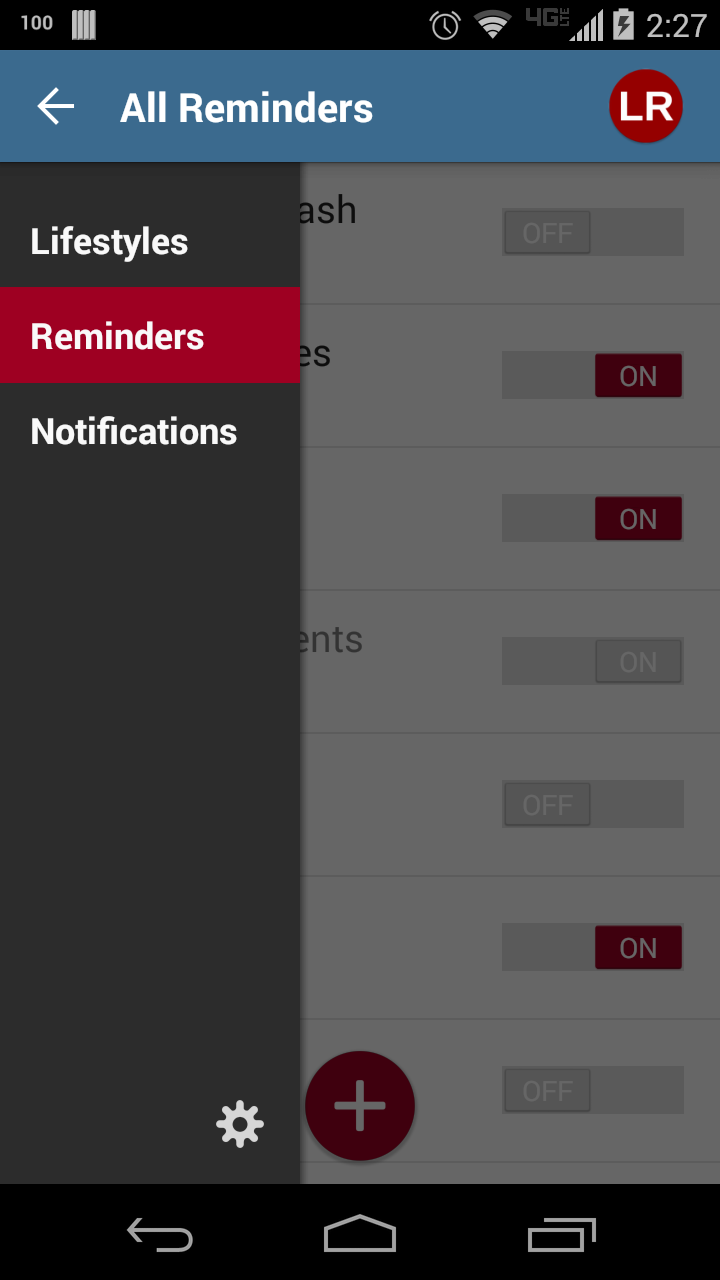 100 4G LTE 2:27
All Reminders LR
Lifestyles
Reminders
Notifications
ash OFF
es ON
ON
ents ON
OFF
ON
OFF